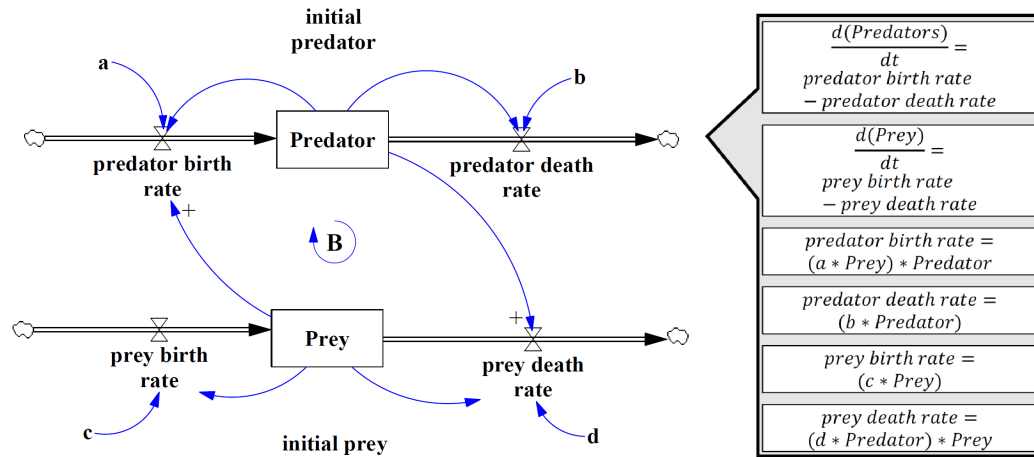 initial
predator
a
b
Predator
predator birth
rate
predator death
rate
+
B
+
Prey
prey birth
rate
prey death
rate
c
initial prey
d
d(Predators)
dt
=
predator birth rate
− predator death rate
d(Prey)
dt
=
prey birth rate
− prey death rate
predator birth rate =
(a * Prey) * Predator
predator death rate =
(b * Predator)
prey birth rate =
(c * Prey)
prey death rate =
(d * Predator) * Prey